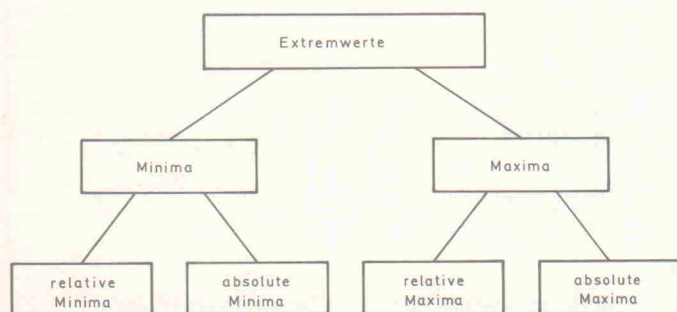 Extremwerte
Minima
Maxima
relative
Minima
absolute
Minima
relative
Maxima
absolute
Maxima